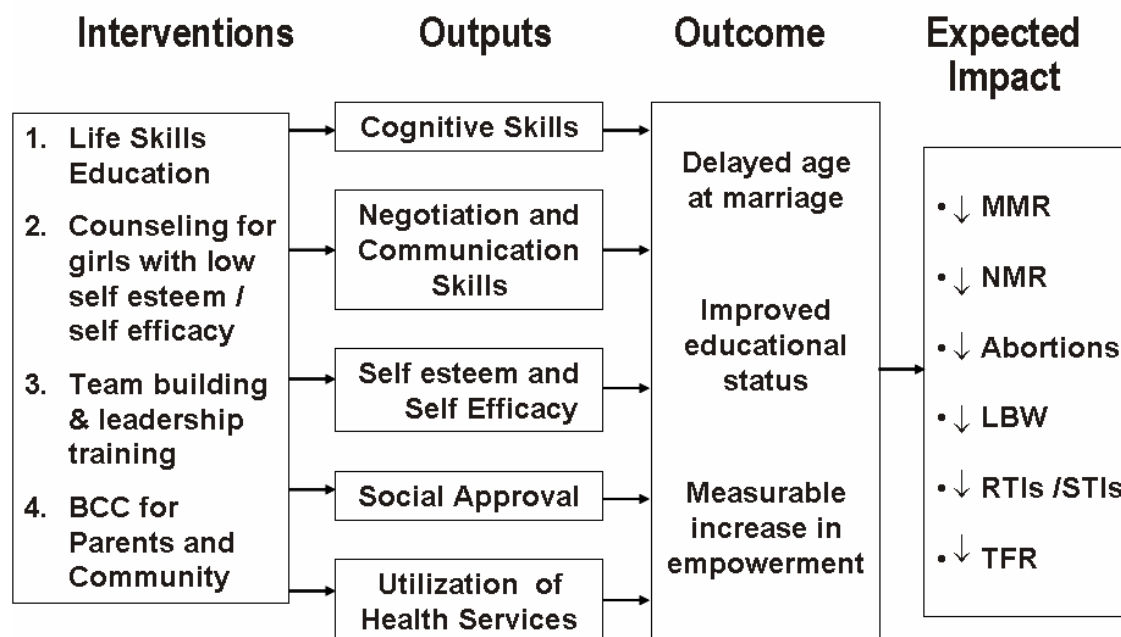 Interventions
Outputs
Outcome
Expected
Impact
1. Life Skills
Education
2. Counseling for
girls with low
self esteem /
self efficacy
3. Team building
& leadership
training
4. BCC for
Parents and
Community
Cognitive Skills
Negotiation and
Communication
Skills
Self esteem and
Self Efficacy
Social Approval
Utilization of
Health Services
Delayed age
at marriage
Improved
educational
status
Measurable
increase in
empowerment
• ↓ MMR
• ↓ NMR
• ↓ Abortions
• ↓ LBW
• ↓ RTIs /STIs
• ↓ TFR